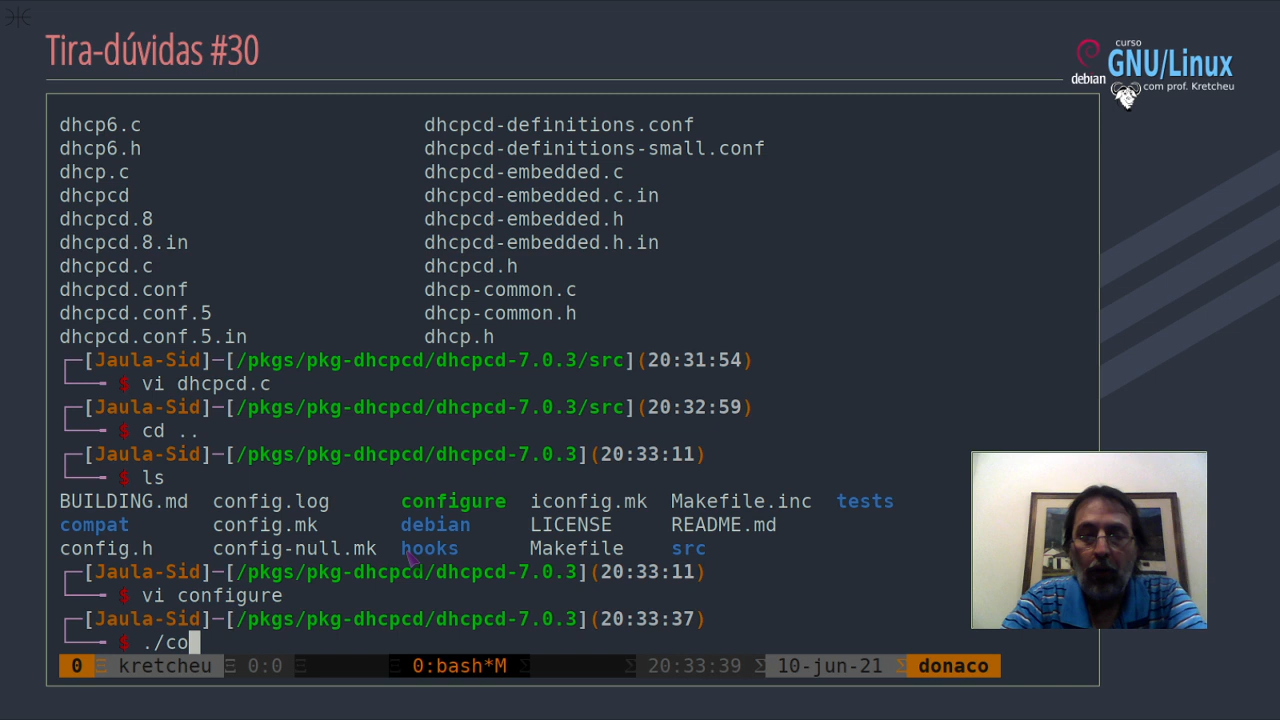 Tira-dúvidas #30
curso
GNU/Linux
debian
com prof. Kretcheu
dhcp6.c dhcpcd-definitions.conf
dhcp6.h dhcpcd-definitions-small.conf
dhcp.c dhcpcd-embedded.c
dhcpcd dhcpcd-embedded.c.in
dhcpcd.8 dhcpcd-embedded.h
dhcpcd.8.in dhcpcd-embedded.h.in
dhcpcd.c dhcpcd.h
dhcpcd.conf dhcp-common.c
dhcpcd.conf.5 dhcp-common.h
dhcpcd.conf.5.in dhcp.h
┌─[Jaula-Sid]─[/pkgs/pkg-dhcpcd/dhcpcd-7.0.3/src](20:31:54)
└──╼ $ vi dhcpcd.c
┌─[Jaula-Sid]─[/pkgs/pkg-dhcpcd/dhcpcd-7.0.3/src](20:32:59)
└──╼ $ cd ..
┌─[Jaula-Sid]─[/pkgs/pkg-dhcpcd/dhcpcd-7.0.3](20:33:11)
└──╼ $ ls
BUILDING.md config.log configure iconfig.mk Makefile.inc tests
compat config.mk debian LICENSE README.md
config.h config-null.mk hooks Makefile src
┌─[Jaula-Sid]─[/pkgs/pkg-dhcpcd/dhcpcd-7.0.3](20:33:11)
└──╼ $ vi configure
┌─[Jaula-Sid]─[/pkgs/pkg-dhcpcd/dhcpcd-7.0.3](20:33:37)
└──╼ $ ./co
0 Ξ kretcheu Ξ 0:0 Ξ Ξ 0:bash*M Σ Σ 20:33:39 Σ 10-jun-21 Σ donaco